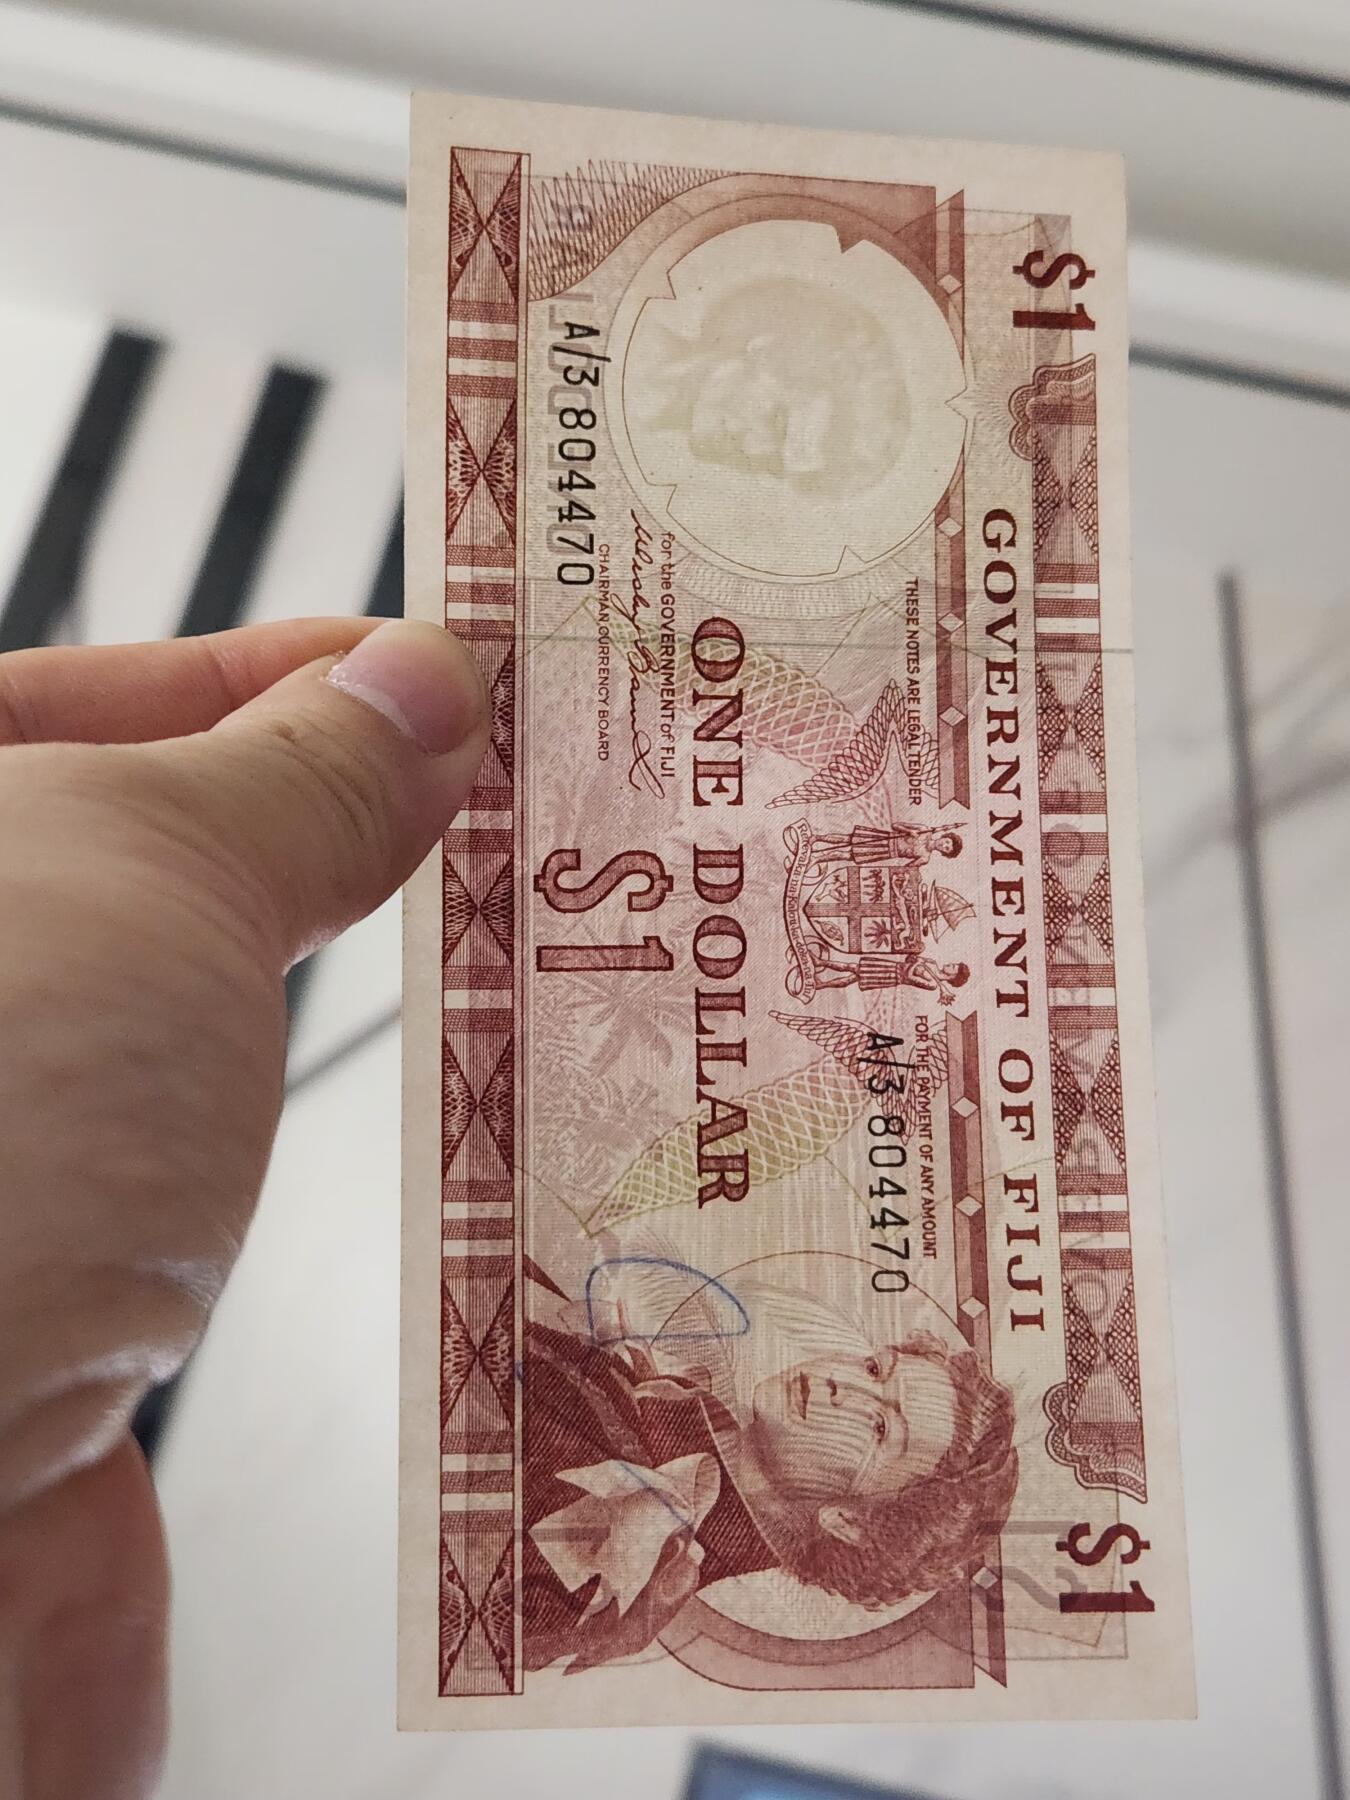 $1
$1
GOVERNMENT OF FIJI
THESE NOTES ARE LEGAL TENDER
FOR THE PAYMENT OF ANY AMOUNT
A/3 804470
ONE DOLLAR
for the GOVERNMENT of FIJI
CHAIRMAN, CURRENCY BOARD
$1
A/3 804470